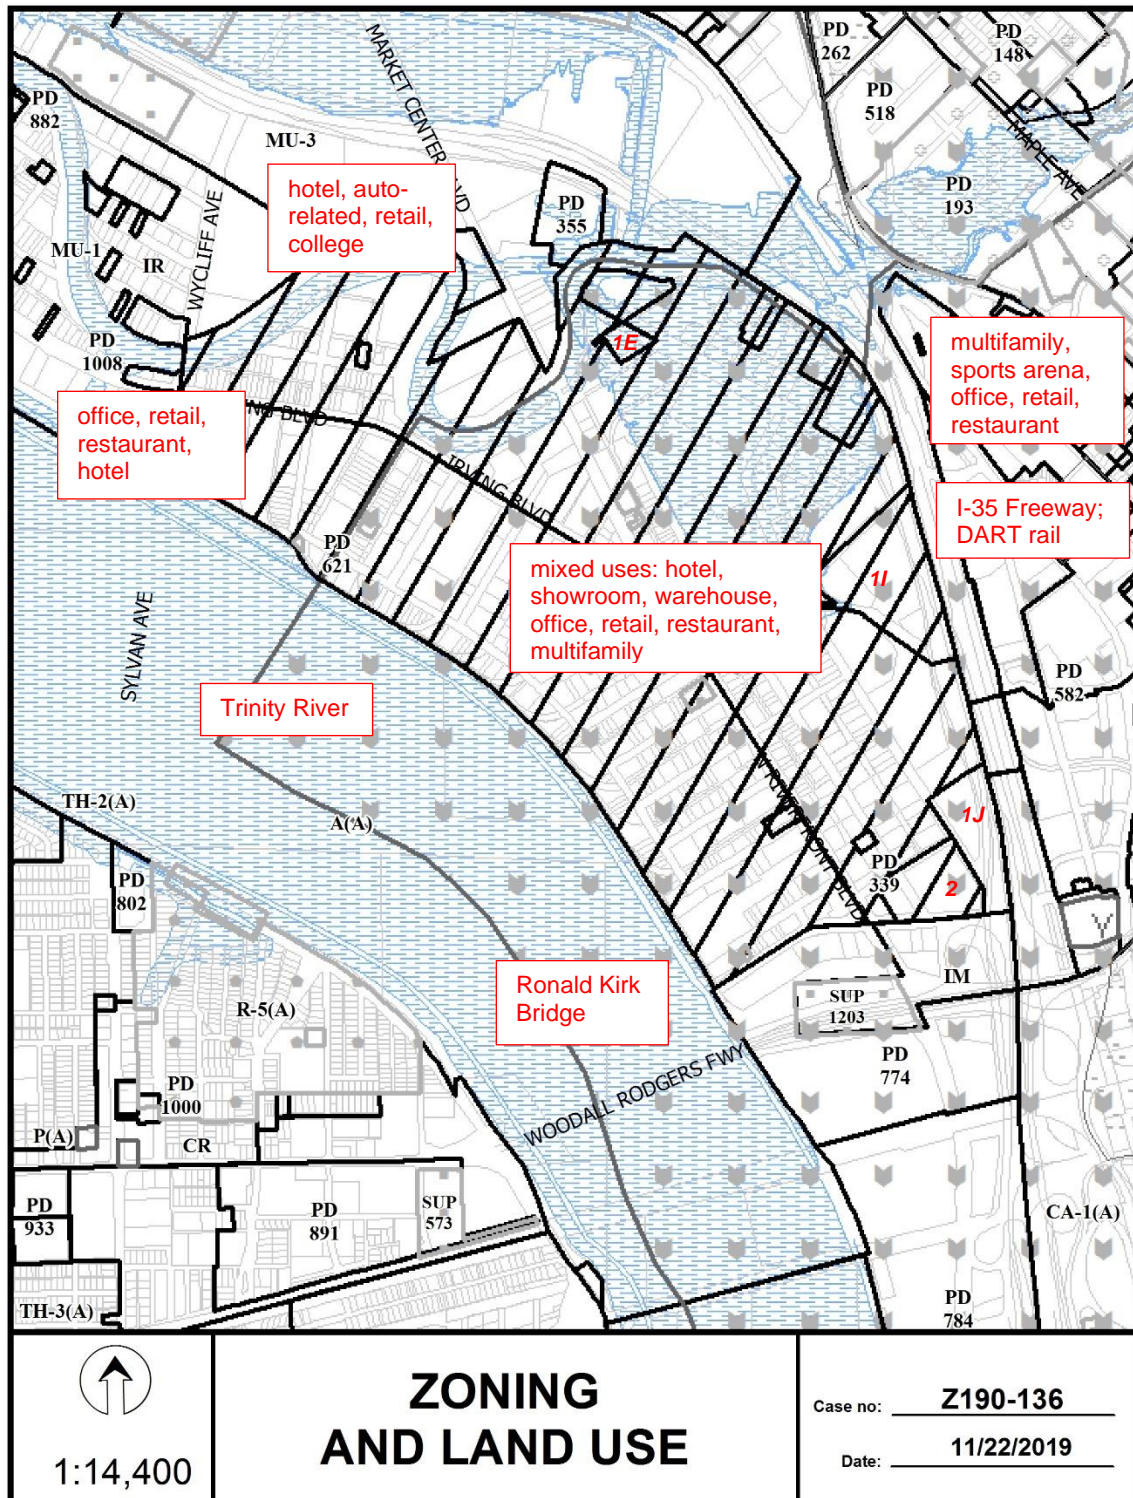 PD
262
PD
148
PD
518
MARKET CENTER BLVD
PD
882
MU-3
MAPLE AVE
hotel, auto-
related, retail,
college
PD
355
PD
193
WYCLIFF AVE
MU-1
IR
PD
1008
1E
multifamily,
sports arena,
office, retail,
restaurant
office, retail,
restaurant,
hotel
NG BLVD
IRVING BLVD
I-35 Freeway;
DART rail
PD
621
mixed uses: hotel,
showroom, warehouse,
office, retail, restaurant,
multifamily
1I
SYLVAN AVE
PD
582
Trinity River
N RIVERFRONT BLVD
TH-2(A)
A(A)
1J
PD
802
PD
339
2
Ronald Kirk
Bridge
IM
SUP
1203
R-5(A)
PD
774
WOODALL RODGERS FWY
PD
1000
P(A)
CR
PD
933
PD
891
SUP
573
CA-1(A)
TH-3(A)
PD
784
1:14,400
ZONING
AND LAND USE
Case no: Z190-136
Date: 11/22/2019